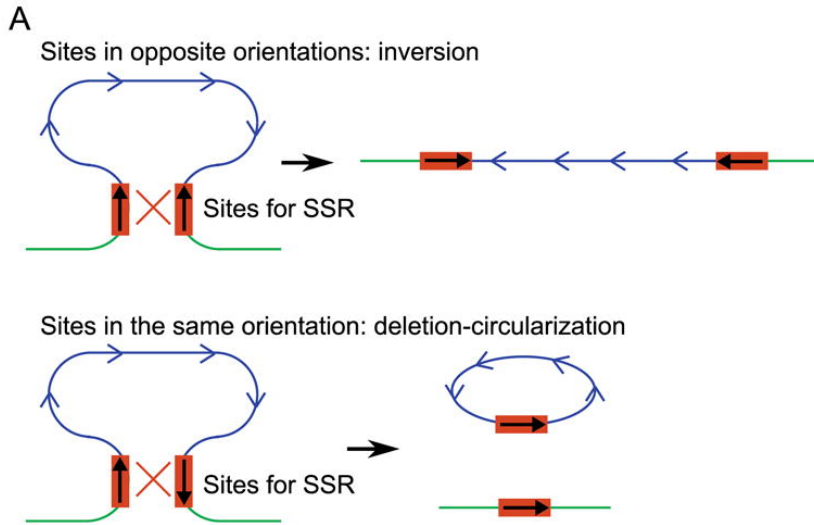 A
Sites in opposite orientations: inversion
Sites for SSR
Sites in the same orientation: deletion-circularization
Sites for SSR